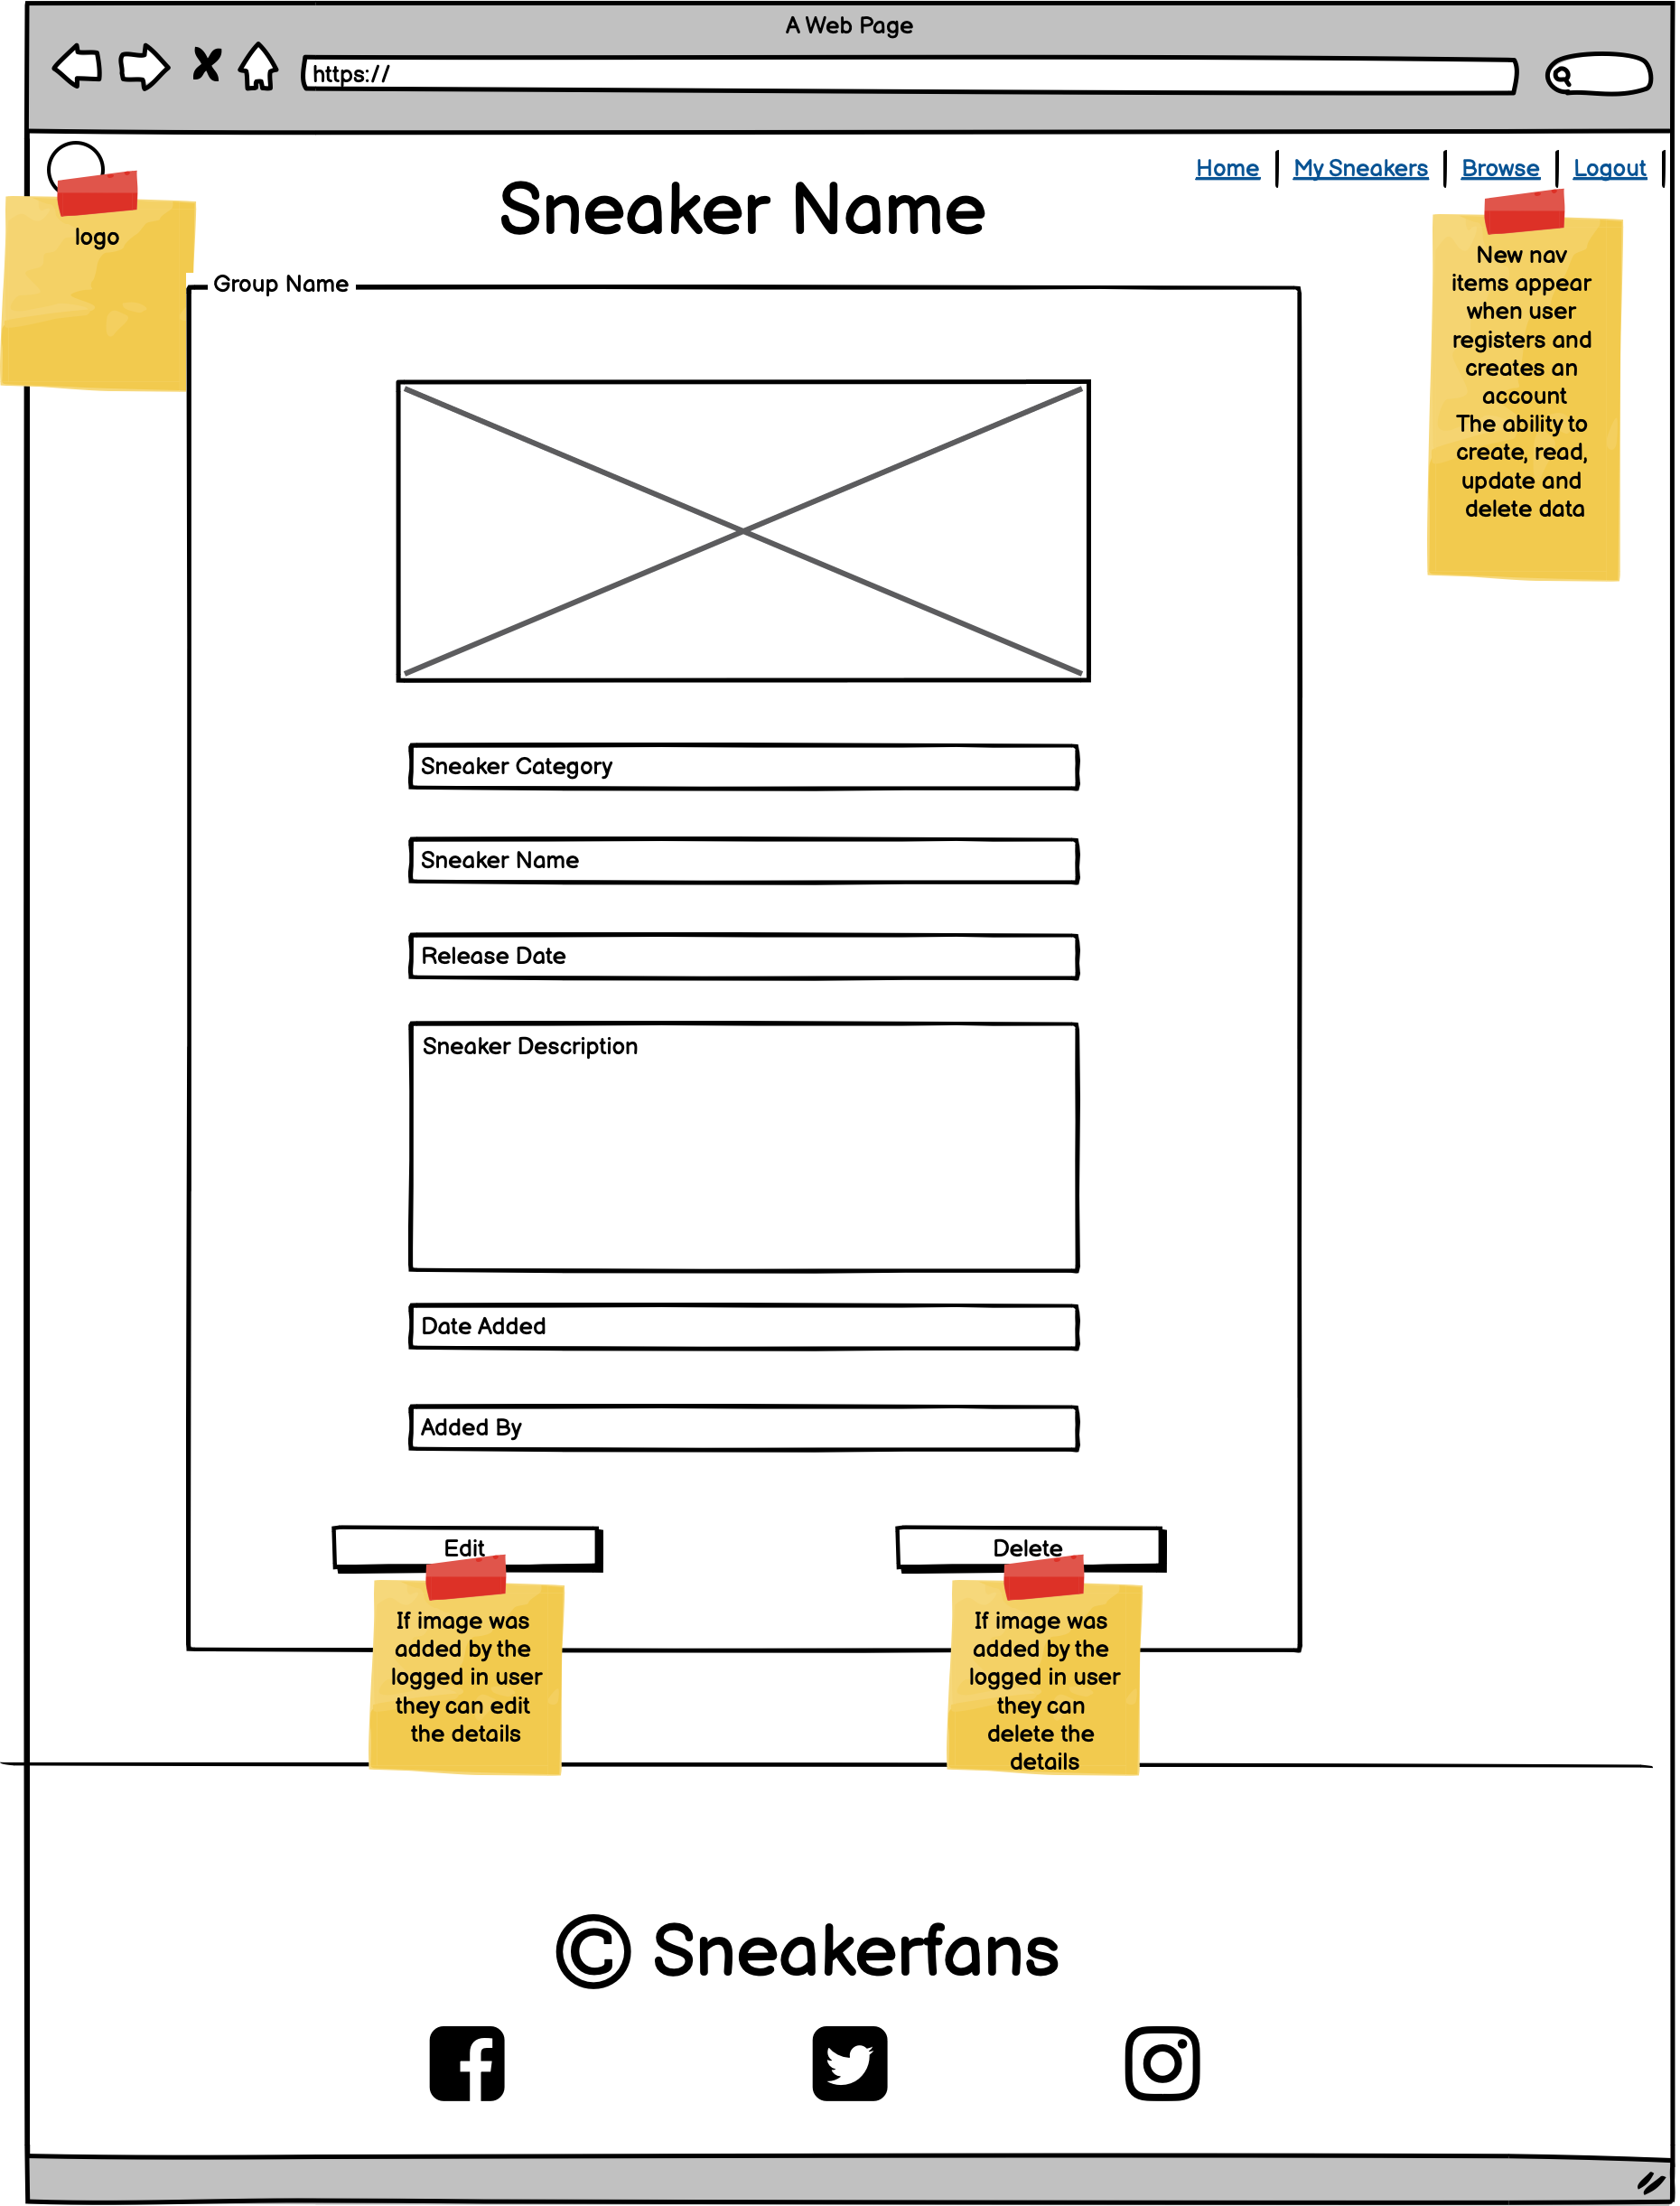 A Web Page
https://
Home
My Sneakers
Browse
Logout
Sneaker Name
logo
New nav
items appear
when user
registers and
creates an
account
The ability to
create, read,
update and
delete data
Group Name
Sneaker Category
Sneaker Name
Release Date
Sneaker Description
Date Added
Added By
Edit
Delete
If image was
added by the
logged in user
they can edit
the details
If image was
added by the
logged in user
they can
delete the
details
© Sneakerfans